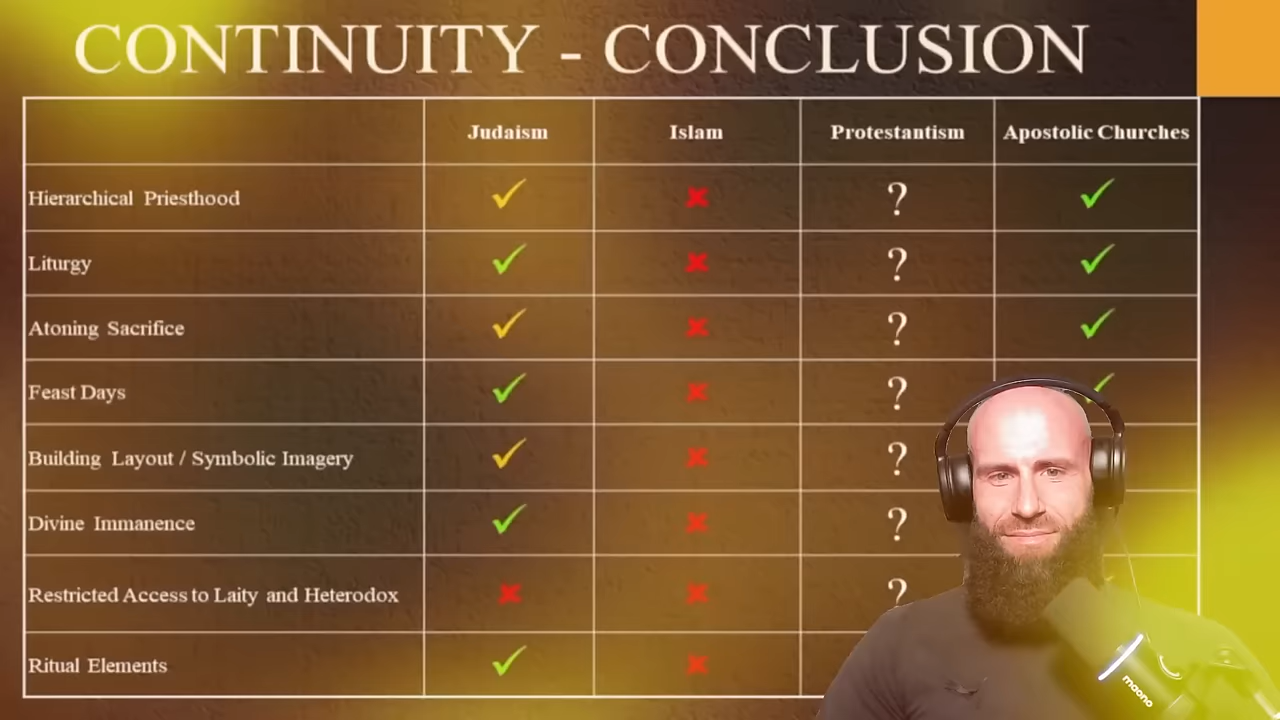 CONTINUITY - CONCLUSION
Judaism Islam Protestantism Apostolic Churches
Hierarchical Priesthood ?
Liturgy ?
Atoning Sacrifice ?
Feast Days ?
Building Layout / Symbolic Imagery ?
Divine Immanence ?
Restricted Access to Laity and Heterodox ?
Ritual Elements
maono